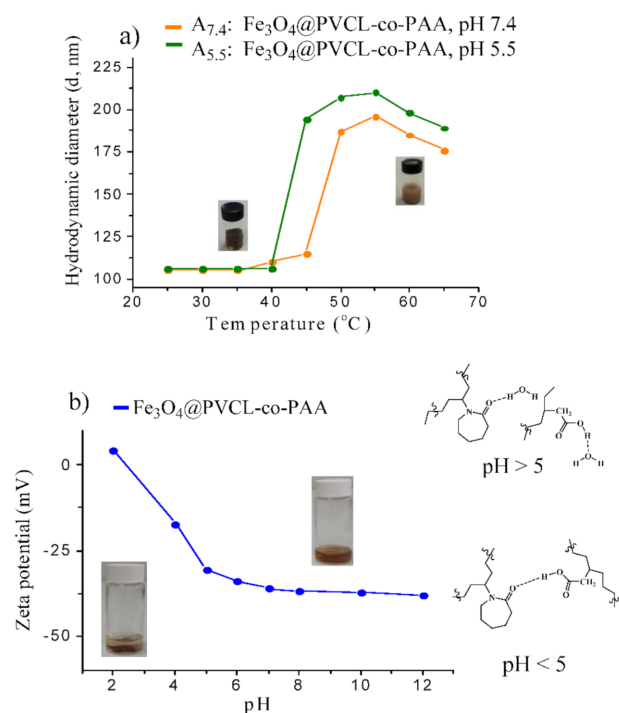 a)
A₇.₄: Fe₃O₄@PVCL-co-PAA, pH 7.4
A₅.₅: Fe₃O₄@PVCL-co-PAA, pH 5.5
Hydrodynamic diameter (d, nm)
225
200
175
150
125
100
20 30 40 50 60 70
Temperature (°C)
b)
Fe₃O₄@PVCL-co-PAA
Zeta potential (mV)
0
-25
-50
2 4 6 8 10 12
pH
N O H O H
CH₂
O O H
O
H H
pH > 5
N O H O
O CH₂
pH < 5